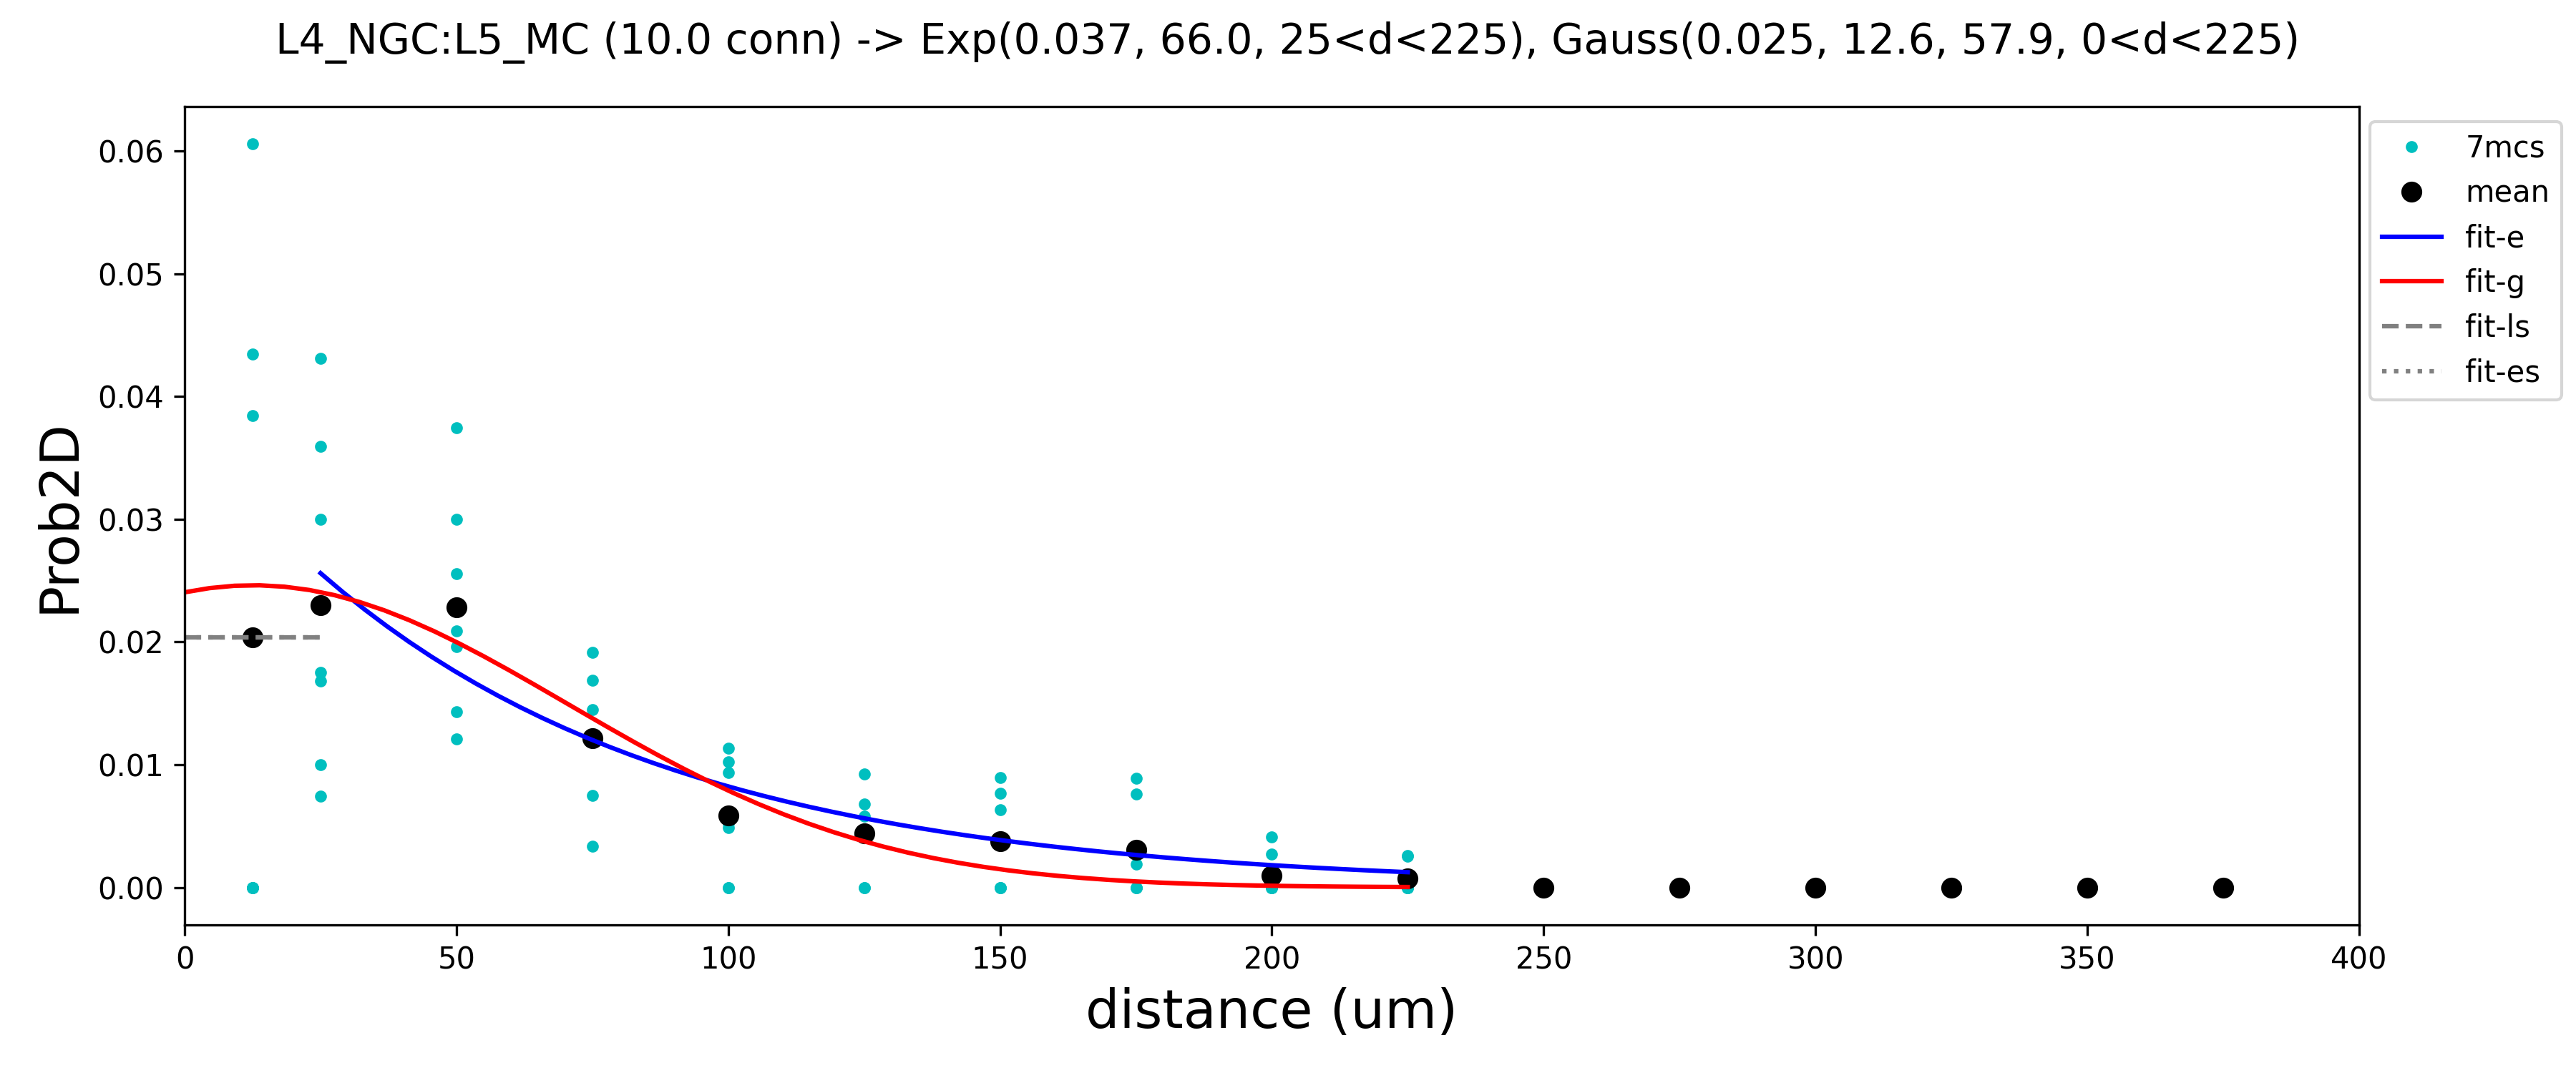 L4_NGC:L5_MC (10.0 conn) -> Exp(0.037, 66.0, 25<d<225), Gauss(0.025, 12.6, 57.9, 0<d<225)
0.06
0.05
0.04
0.03
0.02
0.01
0.00
Prob2D
0 50 100 150 200 250 300 350 400
distance (um)
7mcs
mean
fit-e
fit-g
fit-ls
fit-es